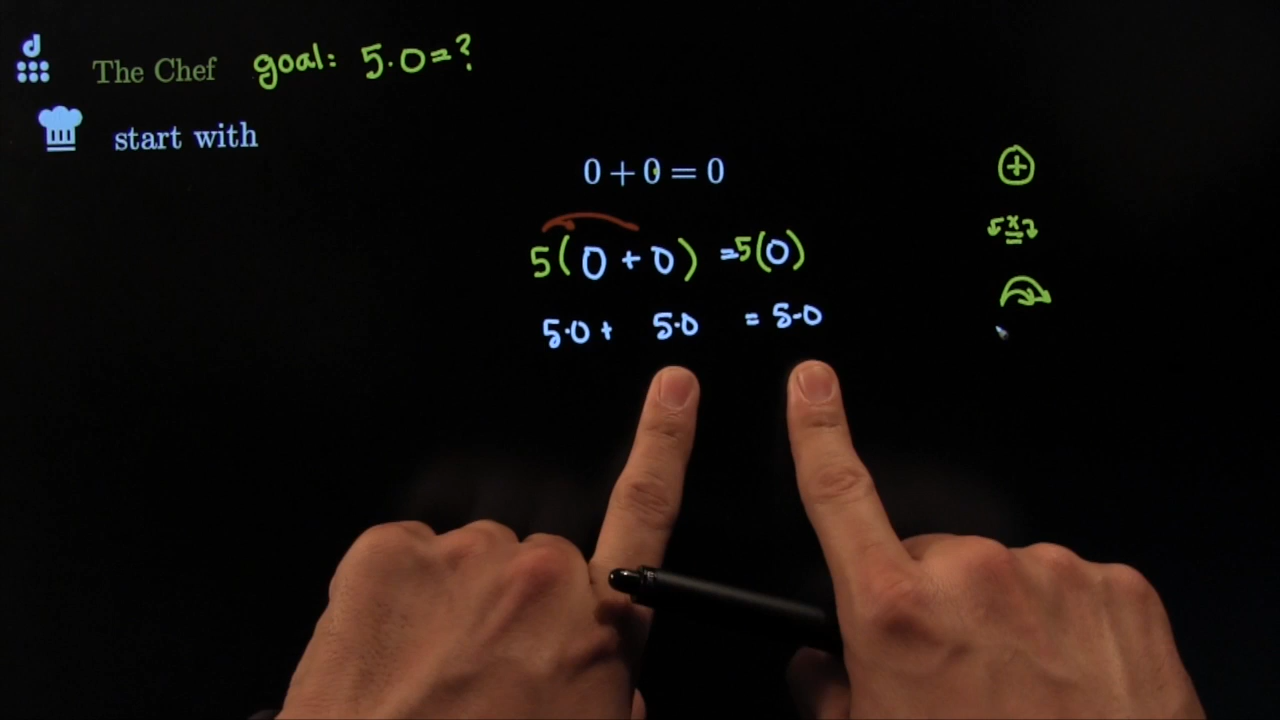 The Chef goal: 5·0=?
start with
0 + 0 = 0
5(0 + 0) =5(0)
5·0 + 5·0 = 5·0
+
x
=